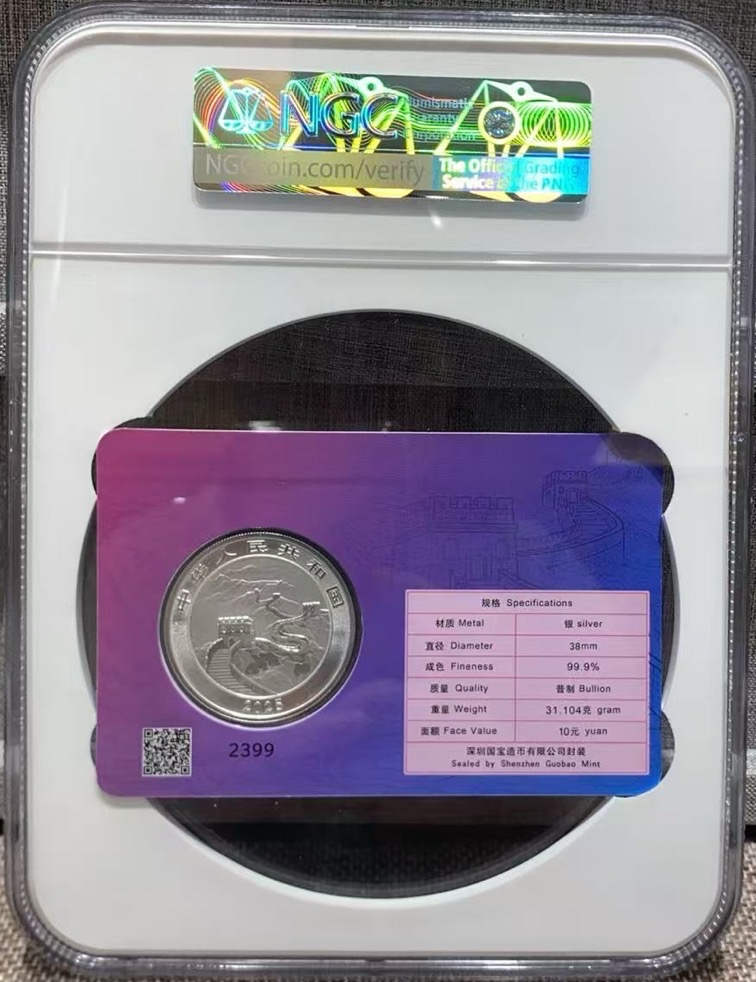 NGC
NGCcoin.com/verify
The Official Grading
Service of the PNG
中华人民共和国
2025
2399
规格 Specifications
材质 Metal 银 silver
直径 Diameter 38mm
成色 Fineness 99.9%
质量 Quality 普制 Bullion
重量 Weight 31.104克 gram
面额 Face Value 10元 yuan
深圳国宝造币有限公司封装
Sealed by Shenzhen Guobao Mint